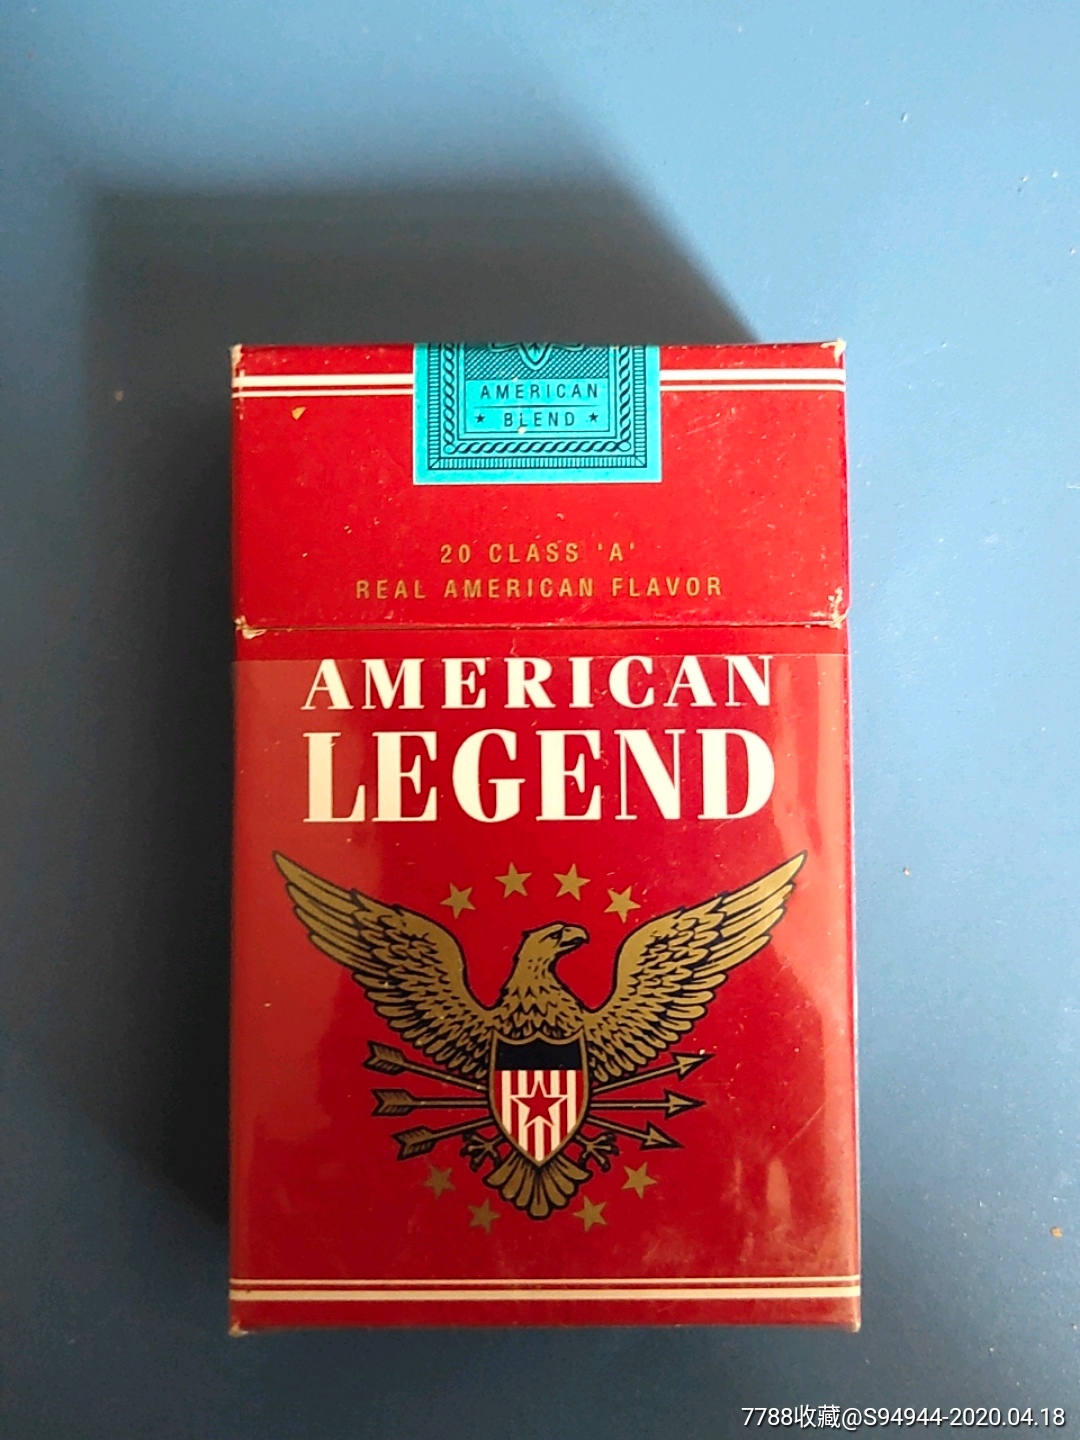 AMERICAN
★ BLEND ★
20 CLASS 'A'
REAL AMERICAN FLAVOR
AMERICAN
LEGEND
7788收藏@S94944-2020.04.18